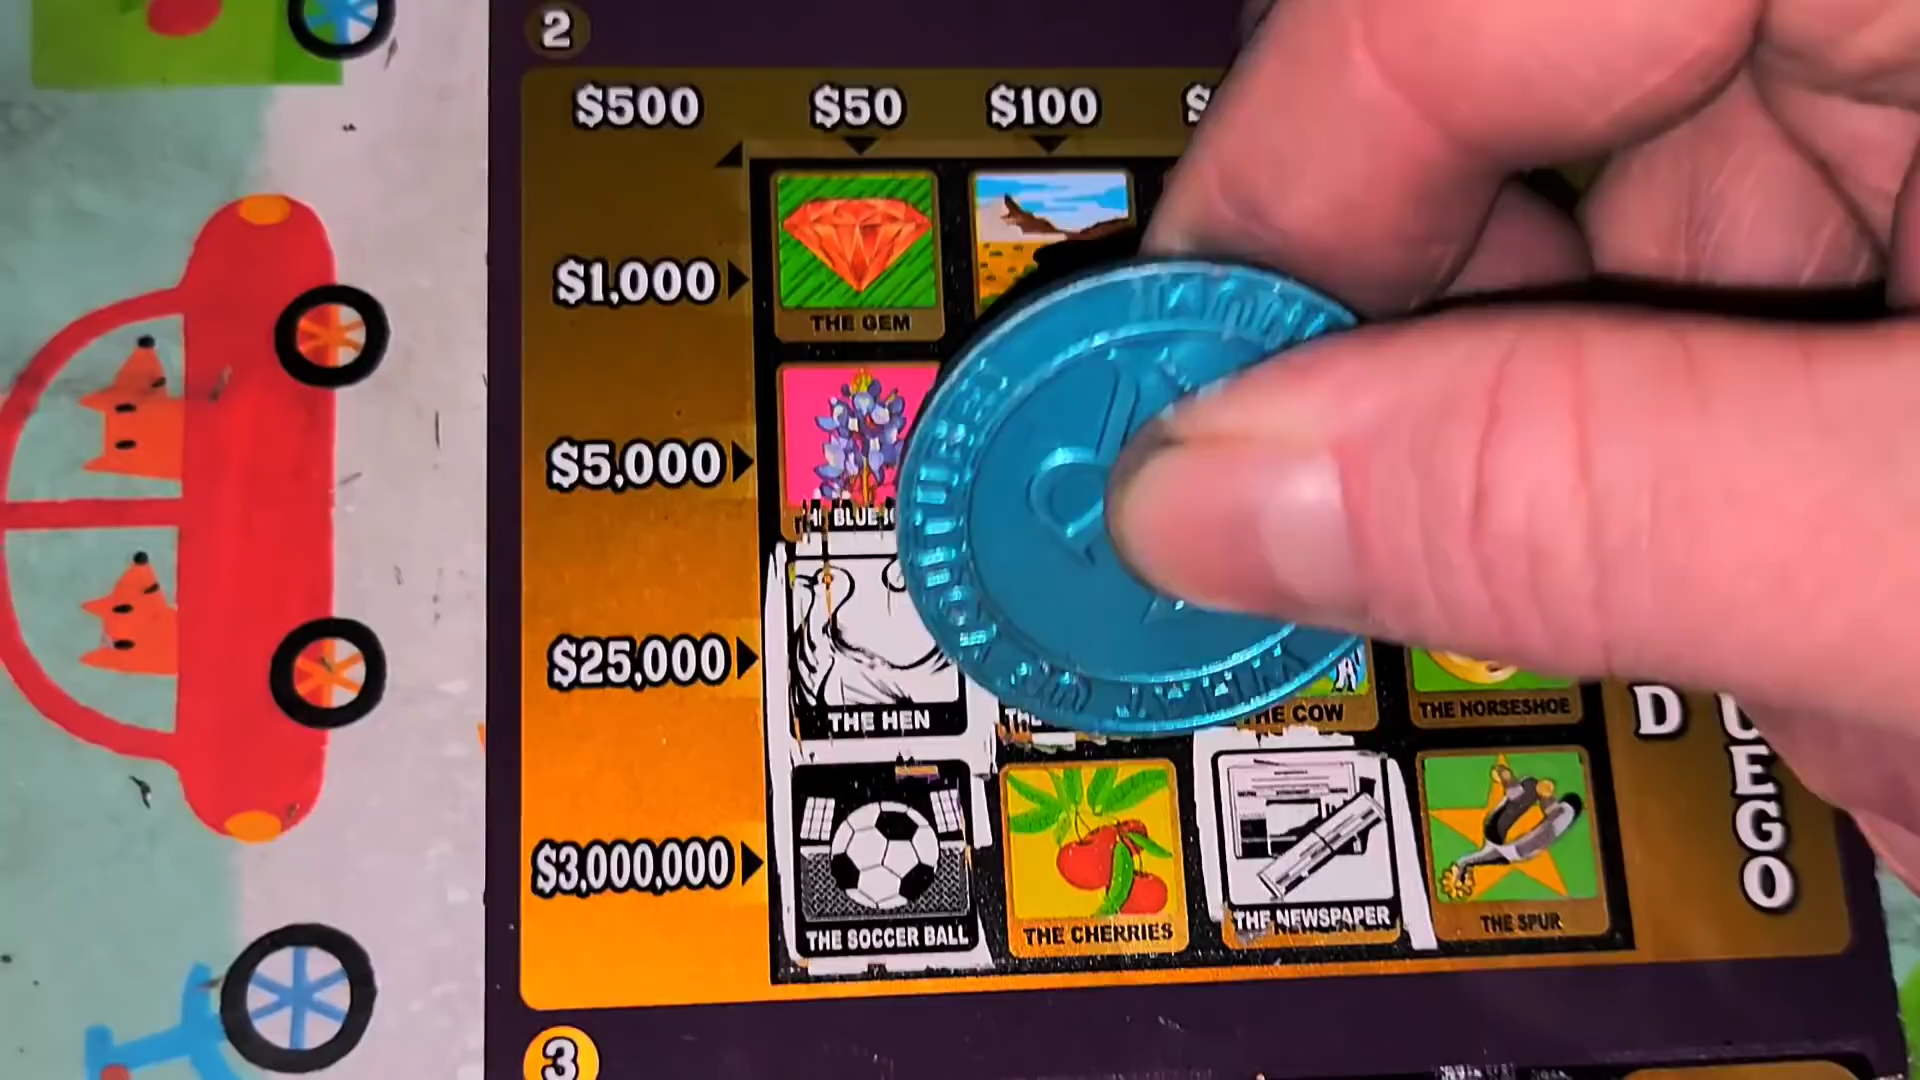 2
$500 $50 $100
$1,000
THE GEM
$5,000
$25,000
THE HEN
THE COW
THE HORSESHOE
D
UEGO
$3,000,000
THE SOCCER BALL
THE CHERRIES
THE NEWSPAPER
THE SPUR
3